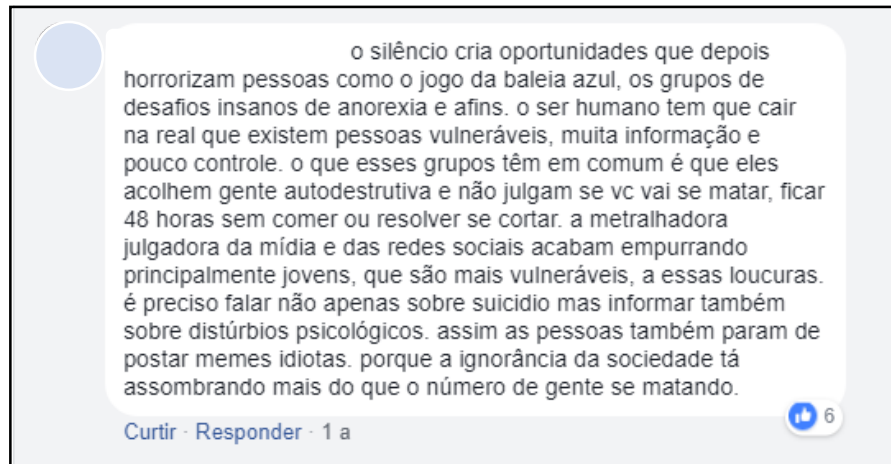 o silêncio cria oportunidades que depois
horrorizam pessoas como o jogo da baleia azul, os grupos de
desafios insanos de anorexia e afins. o ser humano tem que cair
na real que existem pessoas vulneráveis, muita informação e
pouco controle. o que esses grupos têm em comum é que eles
acolhem gente autodestrutiva e não julgam se vc vai se matar, ficar
48 horas sem comer ou resolver se cortar. a metralhadora
julgadora da mídia e das redes sociais acabam empurrando
principalmente jovens, que são mais vulneráveis, a essas loucuras.
é preciso falar não apenas sobre suicidio mas informar também
sobre distúrbios psicológicos. assim as pessoas também param de
postar memes idiotas. porque a ignorância da sociedade tá
assombrando mais do que o número de gente se matando.
6
Curtir · Responder · 1 a